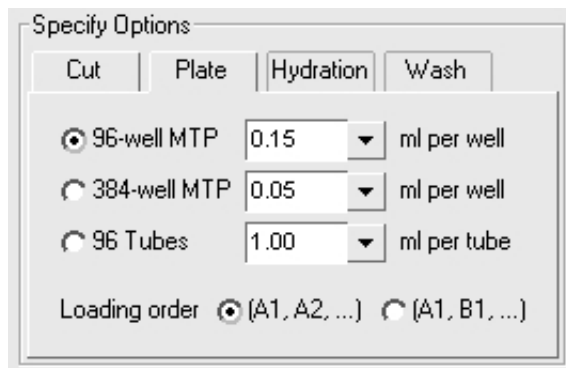 Specify Options
Cut Plate Hydration Wash
96-well MTP 0.15 ml per well
384-well MTP 0.05 ml per well
96 Tubes 1.00 ml per tube
Loading order (A1, A2, ...) (A1, B1, ...)